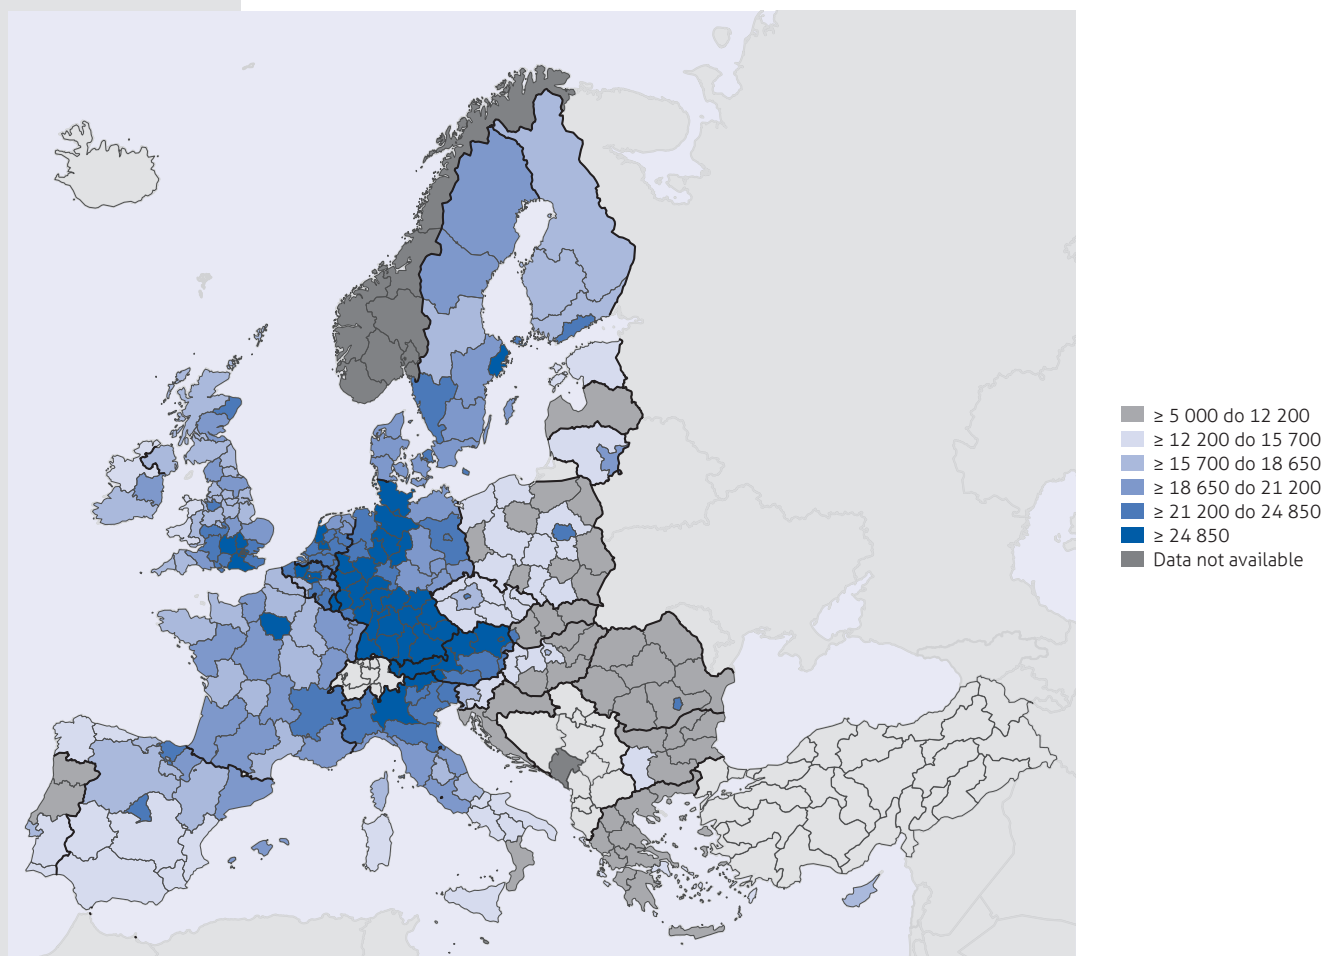 ≥ 5 000 do 12 200
≥ 12 200 do 15 700
≥ 15 700 do 18 650
≥ 18 650 do 21 200
≥ 21 200 do 24 850
≥ 24 850
Data not available